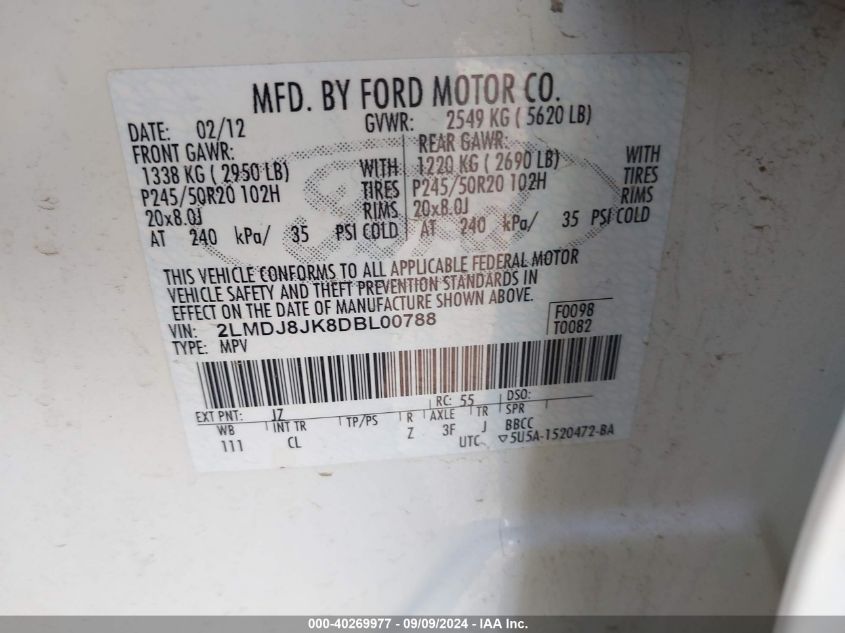 MFD. BY FORD MOTOR CO.
DATE: 02/12 GVWR: 2549 KG ( 5620 LB)
FRONT GAWR: REAR GAWR:
1338 KG ( 2950 LB) WITH 1220 KG ( 2690 LB) WITH
P245/50R20 102H TIRES P245/50R20 102H TIRES
20x8.0J RIMS 20x8.0J RIMS
AT 240 kPa/ 35 PSI COLD AT 240 kPa/ 35 PSI COLD
THIS VEHICLE CONFORMS TO ALL APPLICABLE FEDERAL MOTOR
VEHICLE SAFETY AND THEFT PREVENTION STANDARDS IN
EFFECT ON THE DATE OF MANUFACTURE SHOWN ABOVE.
VIN: 2LMDJ8JK8DBL00788 F0098
TYPE: MPV T0082
RC: 55 DSO:
EXT PNT: JZ
WB INT TR TP/PS R AXLE TR SPR
111 CL Z 3F J BBCC
UTC ▽5U5A-1520472-BA
000-40269977 - 09/09/2024 - IAA Inc.